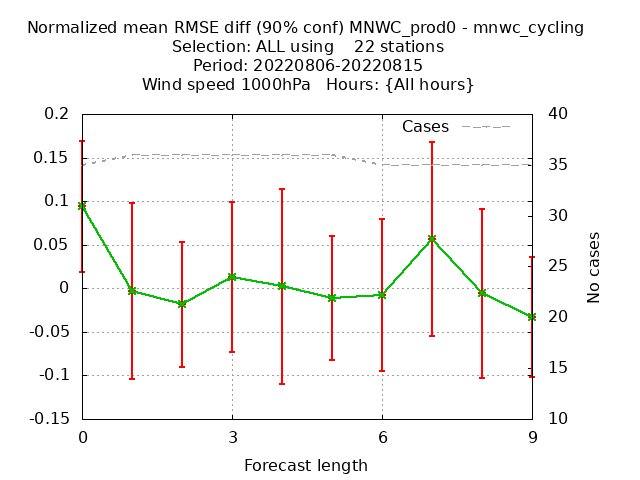 Normalized mean RMSE diff (90% conf) MNWC_prod0 - mnwc_cycling
Selection: ALL using    22 stations
Period: 20220806-20220815
Wind speed 1000hPa   Hours: {All hours}
0.2
0.15
0.1
0.05
0
-0.05
-0.1
-0.15
Cases
40
35
30
25
20
15
10
No cases
0 3 6 9
Forecast length